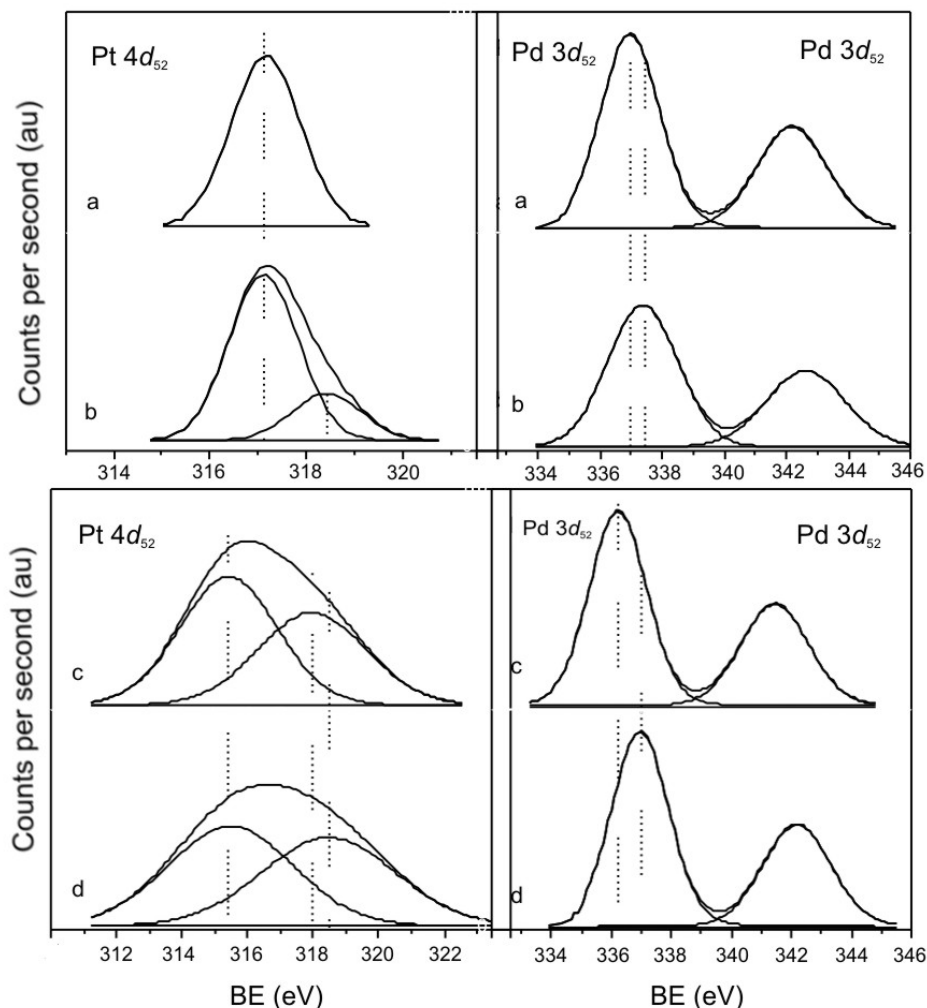 Pt 4d52
Pd 3d52
Pd 3d52
a
a
b
b
Counts per second (au)
314 316 318 320
334 336 338 340 342 344 346
Pt 4d52
Pd 3d52
Pd 3d52
c
c
d
d
Counts per second (au)
312 314 316 318 320 322
334 336 338 340 342 344 346
BE (eV)
BE (eV)